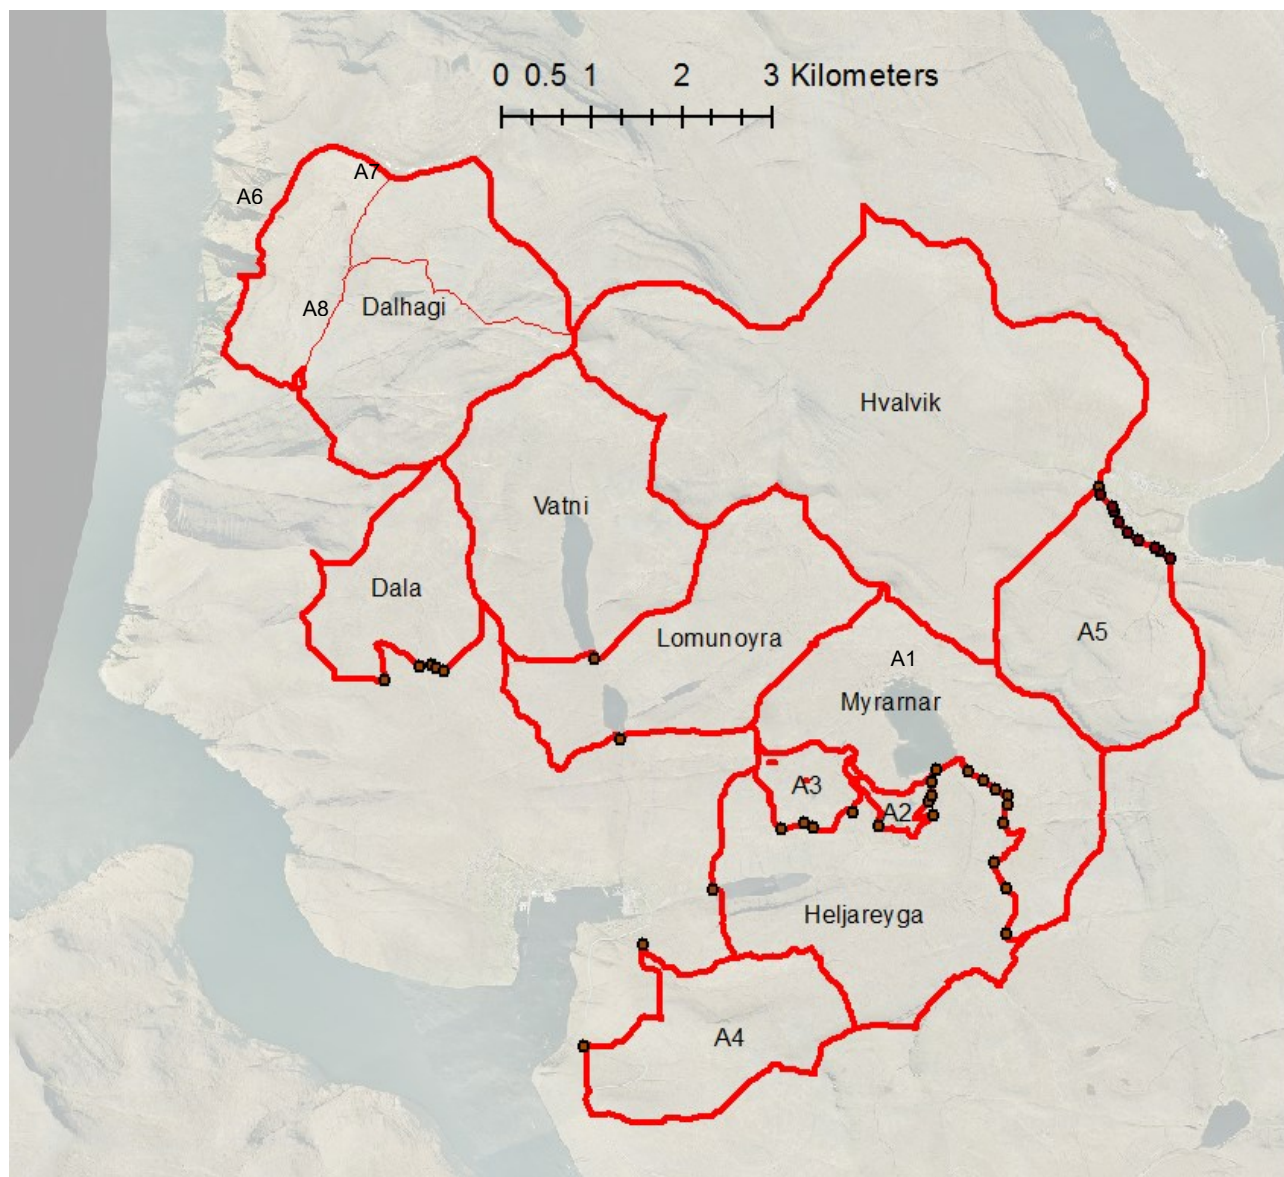 0 0.5 1 2 3 Kilometers
A7
A6
A8
Dalhagi
Hvalvik
Vatni
Dala
A5
Lomunoyra
A1
Myrarnar
A3
A2
Heljareyga
A4